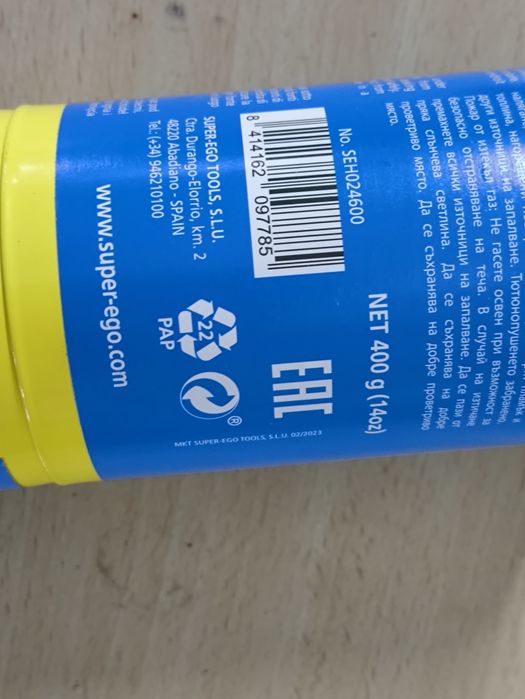 топлина, нагорещени
други източници на запалване. Тютюнопушенето забранено.
Пожар от изтекъл газ: Не гасете освен при възможност за
безопасно отстраняване на теча. В случай на изтичане
премахнете всички източници на запалване. Да се пази от
пряка слънчева светлина. Да се съхранява на добре
проветриво място. Да се съхранява на добре проветриво
място.
No. SEH024600
NET 400 g (14oz)
8 414162 097785
EAC
SUPER-EGO TOOLS, S.L.U.
Ctra. Durango-Elorrio, km. 2
48220 Abadiano - SPAIN
Tel.: (+34) 946210100
www.super-ego.com
22
PAP
®
MKT SUPER-EGO TOOLS, S.L.U. 02/2023